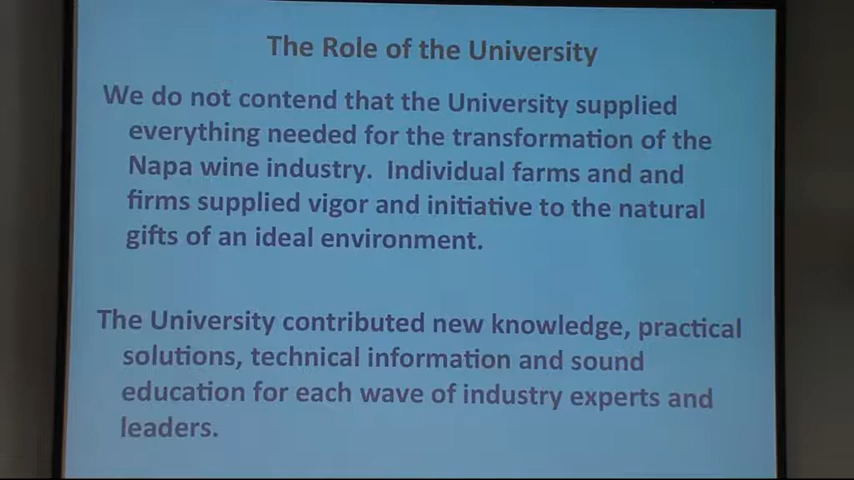 The Role of the University
We do not contend that the University supplied
everything needed for the transformation of the
Napa wine industry. Individual farms and and
firms supplied vigor and initiative to the natural
gifts of an ideal environment.
The University contributed new knowledge, practical
solutions, technical information and sound
education for each wave of industry experts and
leaders.